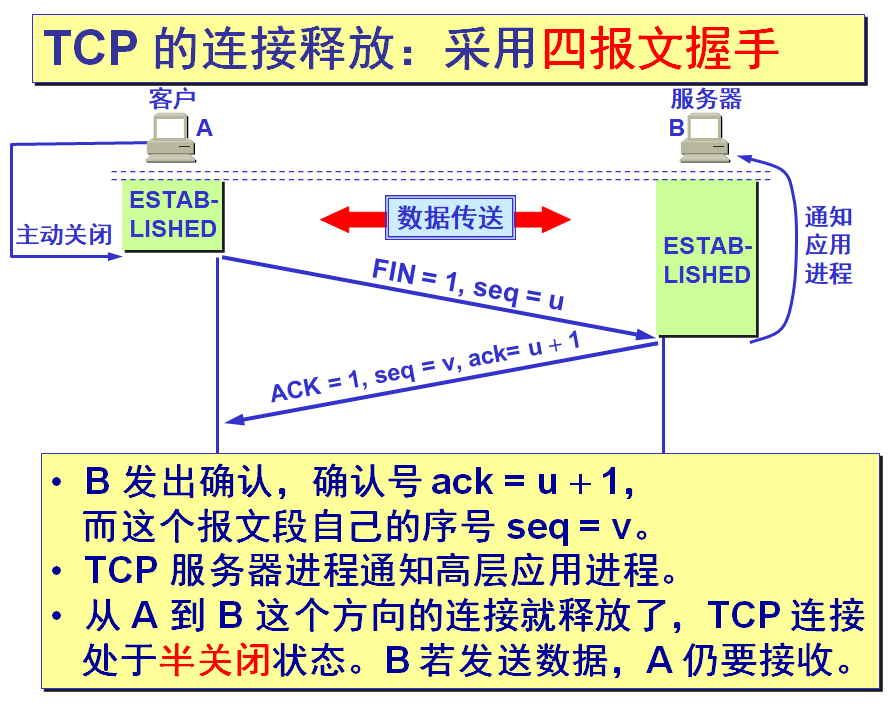 TCP 的连接释放：采用四报文握手
客户
服务器
A
B
ESTAB-
LISHED
数据传送
主动关闭
ESTAB-
LISHED
通知
应用
进程
FIN = 1, seq = u
ACK = 1, seq = v, ack= u + 1
• B 发出确认，确认号 ack = u + 1,
而这个报文段自己的序号 seq = v。
• TCP 服务器进程通知高层应用进程。
• 从 A 到 B 这个方向的连接就释放了，TCP 连接
处于半关闭状态。B 若发送数据，A 仍要接收。